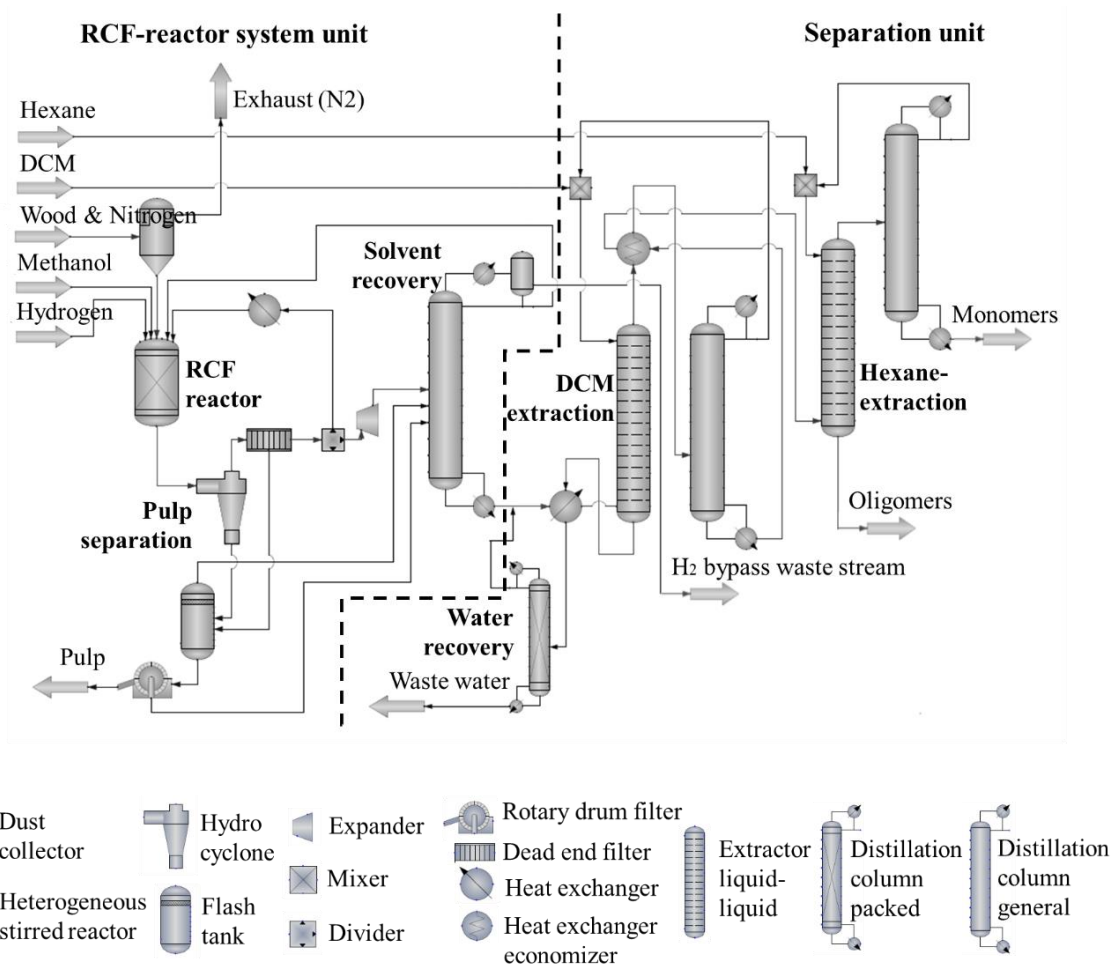 RCF-reactor system unit
Separation unit
Exhaust (N2)
Hexane
DCM
Wood & Nitrogen
Methanol
Hydrogen
Solvent
recovery
RCF
reactor
DCM
extraction
Hexane-
extraction
Monomers
Pulp
separation
Oligomers
H2 bypass waste stream
Water
recovery
Pulp
Waste water
Dust
collector
Hydro
cyclone
Expander
Mixer
Rotary drum filter
Dead end filter
Heat exchanger
Extractor
liquid-
liquid
Distillation
column
packed
Distillation
column
general
Heterogeneous
stirred reactor
Flash
tank
Divider
Heat exchanger
economizer